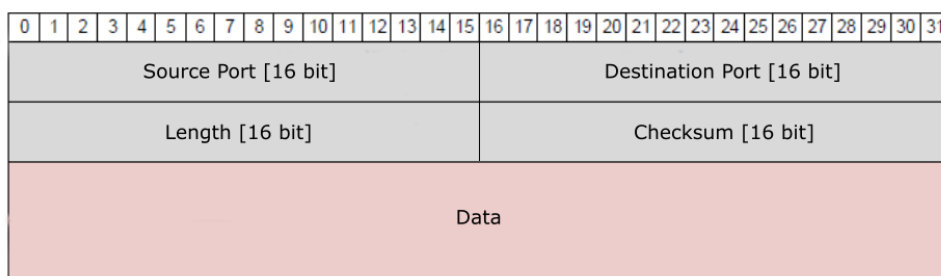 0 1 2 3 4 5 6 7 8 9 10 11 12 13 14 15 16 17 18 19 20 21 22 23 24 25 26 27 28 29 30 31
Source Port [16 bit] Destination Port [16 bit]
Length [16 bit] Checksum [16 bit]
Data